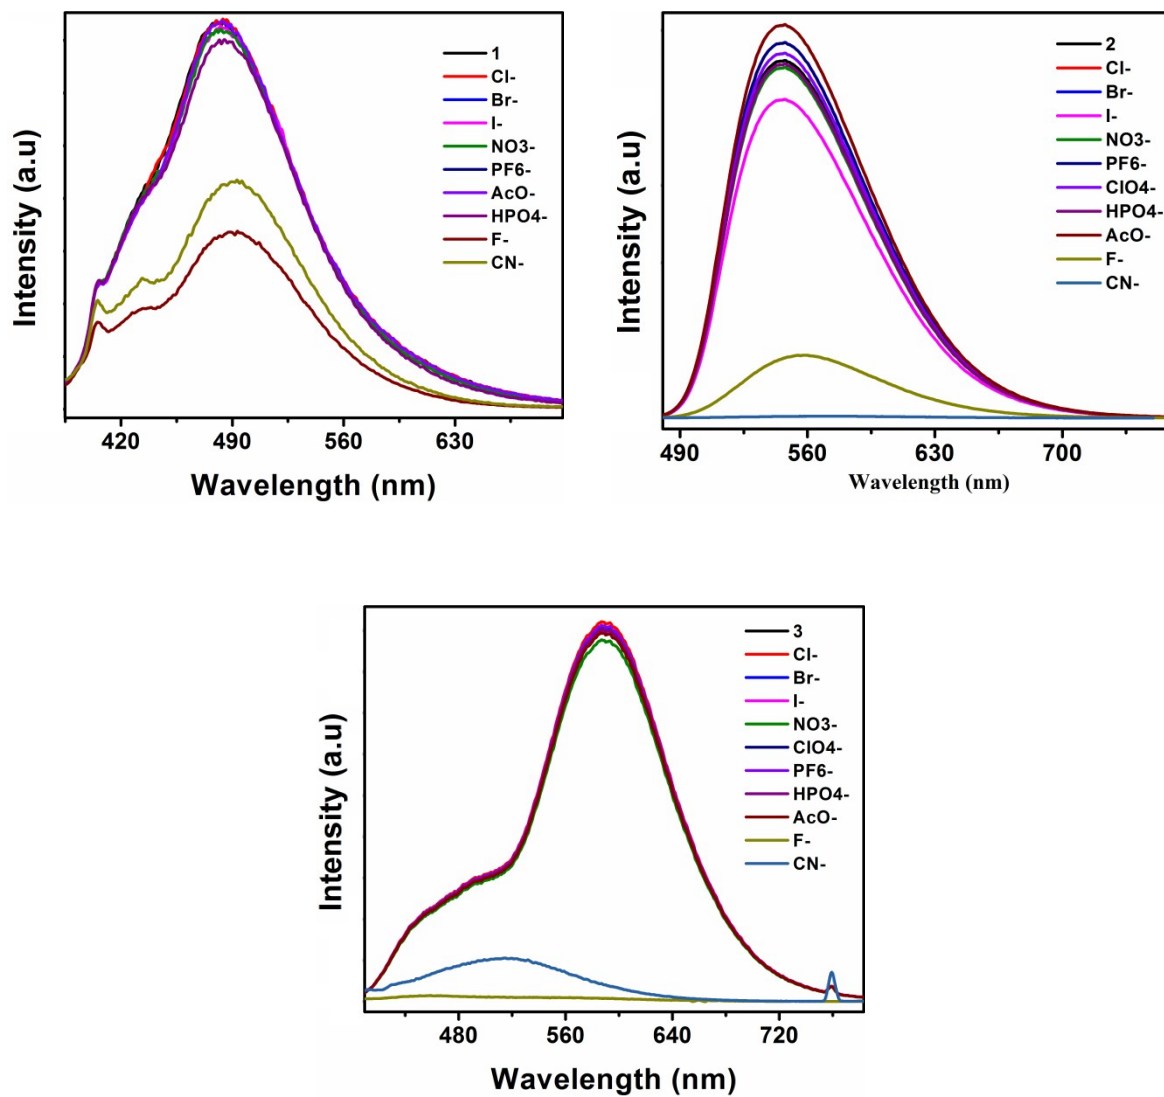 Intensity (a.u)
1
Cl-
Br-
I-
NO3-
PF6-
AcO-
HPO4-
F-
CN-
420 490 560 630
Wavelength (nm)
Intensity (a.u)
2
Cl-
Br-
I-
NO3-
PF6-
ClO4-
HPO4-
AcO-
F-
CN-
490 560 630 700
Wavelength (nm)
Intensity (a.u)
3
Cl-
Br-
I-
NO3-
ClO4-
PF6-
HPO4-
AcO-
F-
CN-
480 560 640 720
Wavelength (nm)